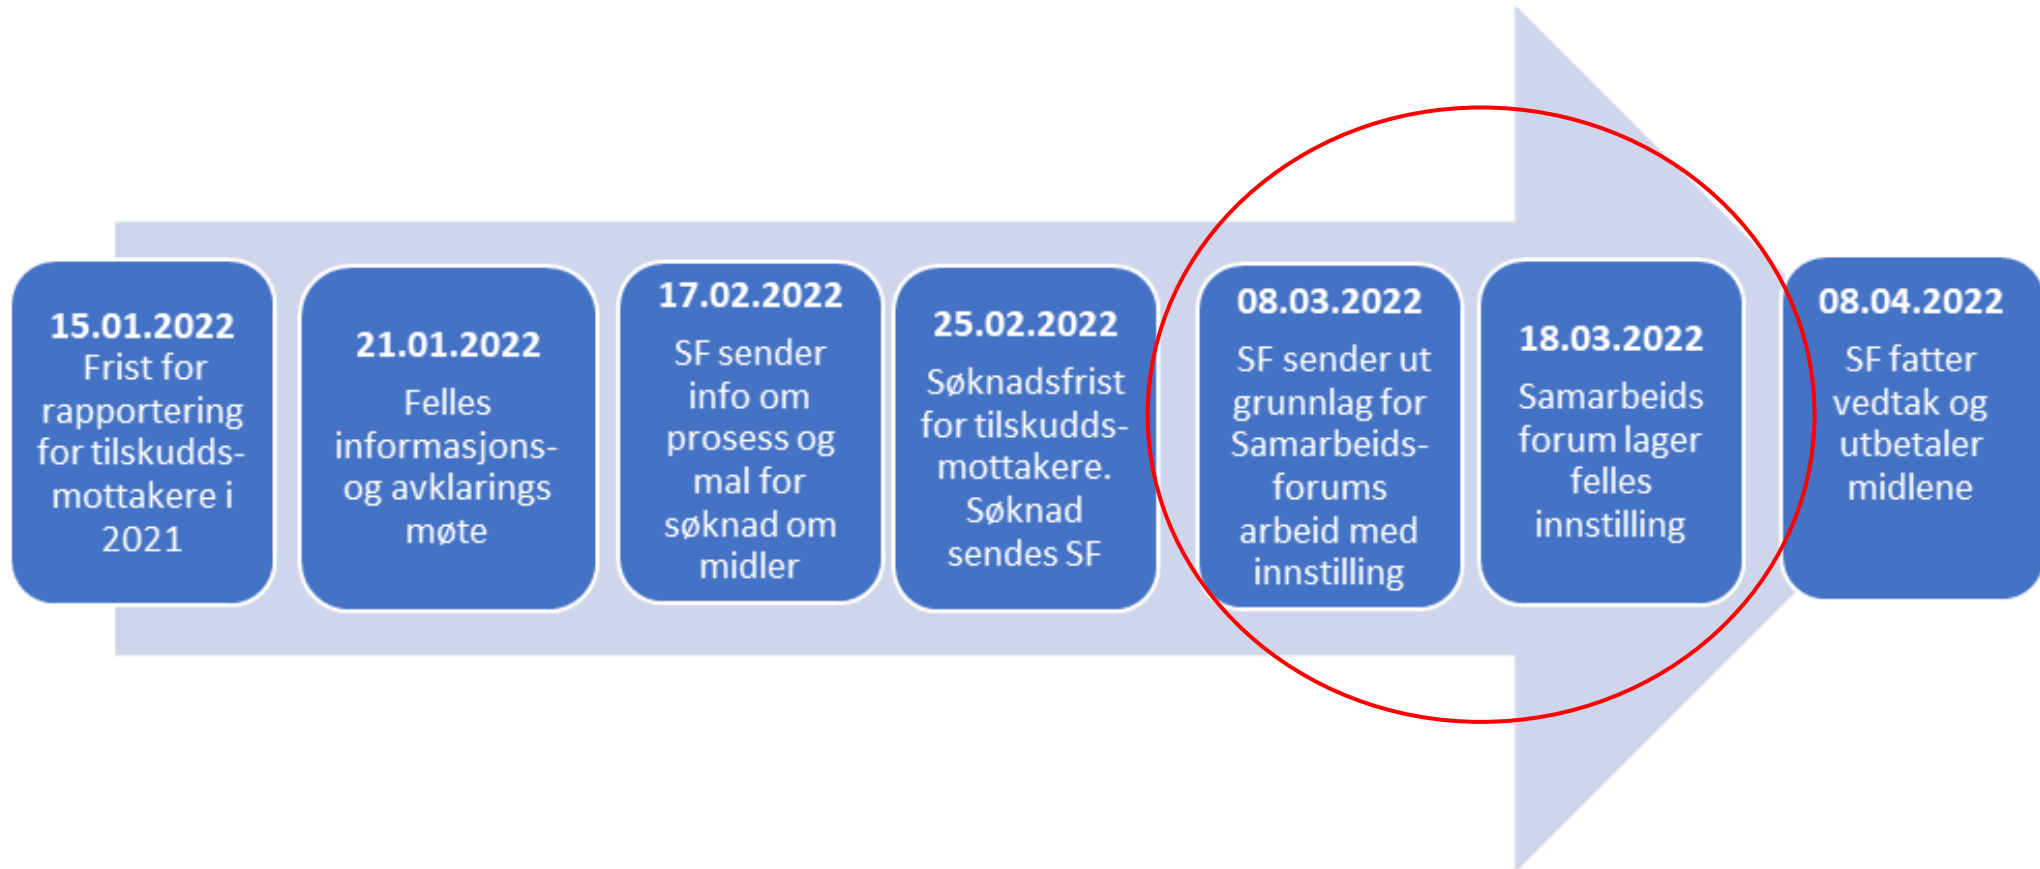 15.01.2022
Frist for
rapportering
for tilskudds-
mottakere i
2021
21.01.2022
Felles
informasjons-
og avklarings
møte
17.02.2022
SF sender
info om
prosess og
mal for
søknad om
midler
25.02.2022
Søknadsfrist
for tilskudds-
mottakere.
Søknad
sendes SF
08.03.2022
SF sender ut
grunnlag for
Samarbeids-
forums
arbeid med
innstilling
18.03.2022
Samarbeids
forum lager
felles
innstilling
08.04.2022
SF fatter
vedtak og
utbetaler
midlene